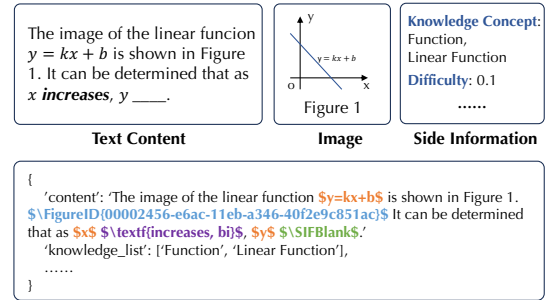 The image of the linear funcion
y = kx + b is shown in Figure
1. It can be determined that as
x increases, y ____.
y
y = kx + b
o
x
Figure 1
Knowledge Concept:
Function,
Linear Function
Difficulty: 0.1
......
Text Content
Image
Side Information
{
'content': 'The image of the linear function $y=kx+b$ is shown in Figure 1.
$\FigureID{00002456-e6ac-11eb-a346-40f2e9c851ac}$ It can be determined
that as $x$ $\textf{increases, bi}$, $y$ $\SIFBlank$.'
'knowledge_list': ['Function', 'Linear Function'],
......
}